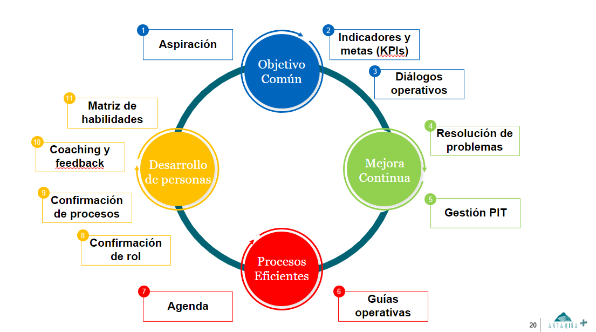 1
Aspiración
2
Indicadores y
metas (KPIs)
Objetivo
Común
3
Diálogos
operativos
11
Matriz de
habilidades
4
Resolución de
problemas
10
Coaching y
feedback
Desarrollo
de personas
Mejora
Continua
9
Confirmación
de procesos
5
Gestión PIT
8
Confirmación
de rol
Procesos
Eficientes
7
Agenda
6
Guías
operativas
20
ANTAMINA